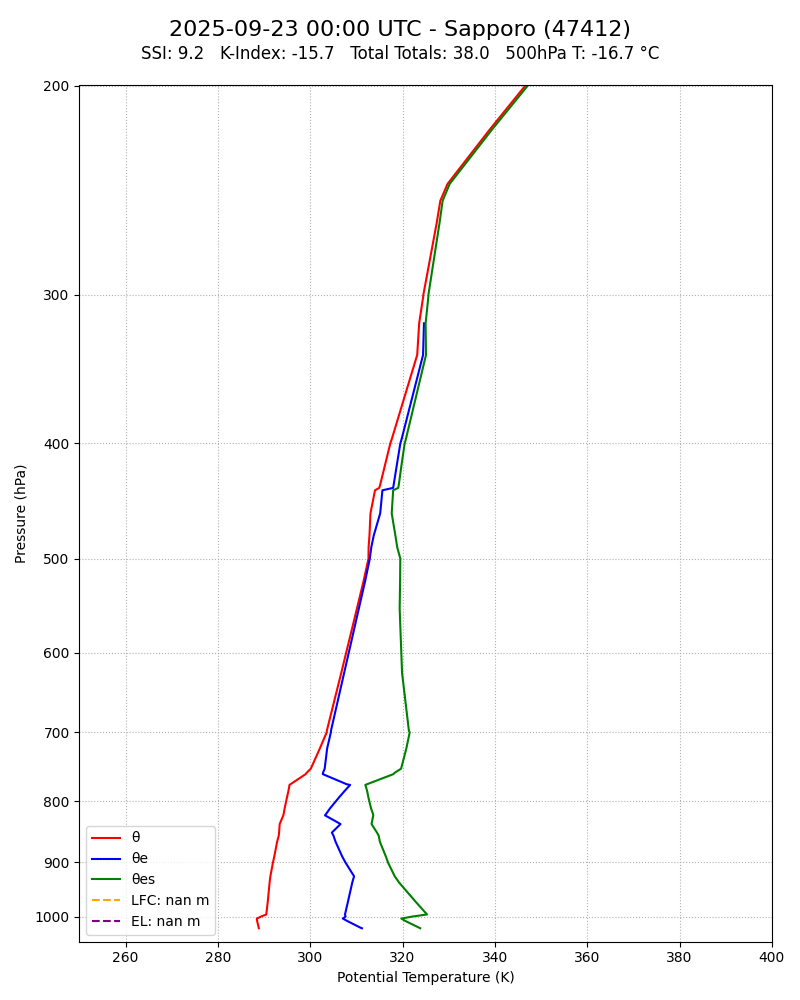 2025-09-23 00:00 UTC - Sapporo (47412)
SSI: 9.2   K-Index: -15.7   Total Totals: 38.0   500hPa T: -16.7 °C
200
300
400
500
600
700
800
900
1000
Pressure (hPa)
θ
θe
θes
LFC: nan m
EL: nan m
260 280 300 320 340 360 380 400
Potential Temperature (K)